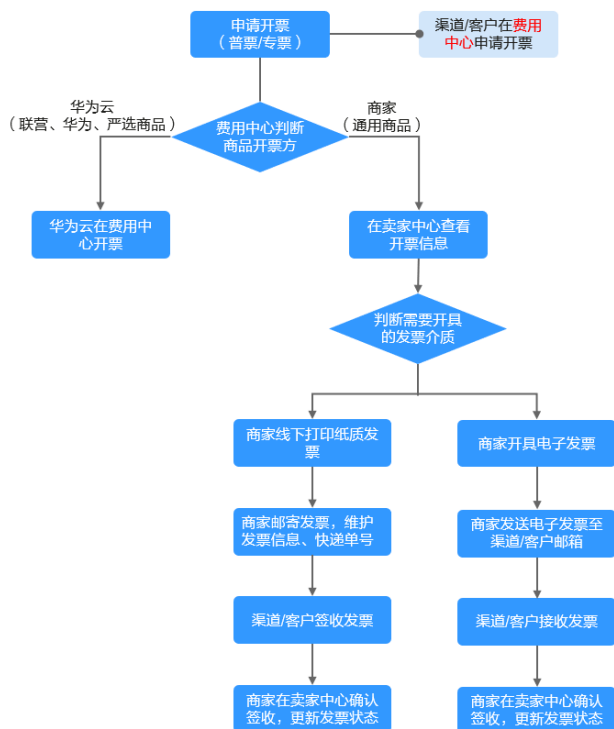 申请开票
（普票/专票）
渠道/客户在费用
中心申请开票
华为云
（联营、华为、严选商品）
费用中心判断
商品开票方
商家
（通用商品）
华为云在费用中
心开票
在卖家中心查看
开票信息
判断需要开具
的发票介质
商家线下打印纸质发
票
商家开具电子发票
商家邮寄发票，维护
发票信息、快递单号
商家发送电子发票至
渠道/客户邮箱
渠道/客户签收发票
渠道/客户接收发票
商家在卖家中心确认
签收，更新发票状态
商家在卖家中心确认
签收，更新发票状态